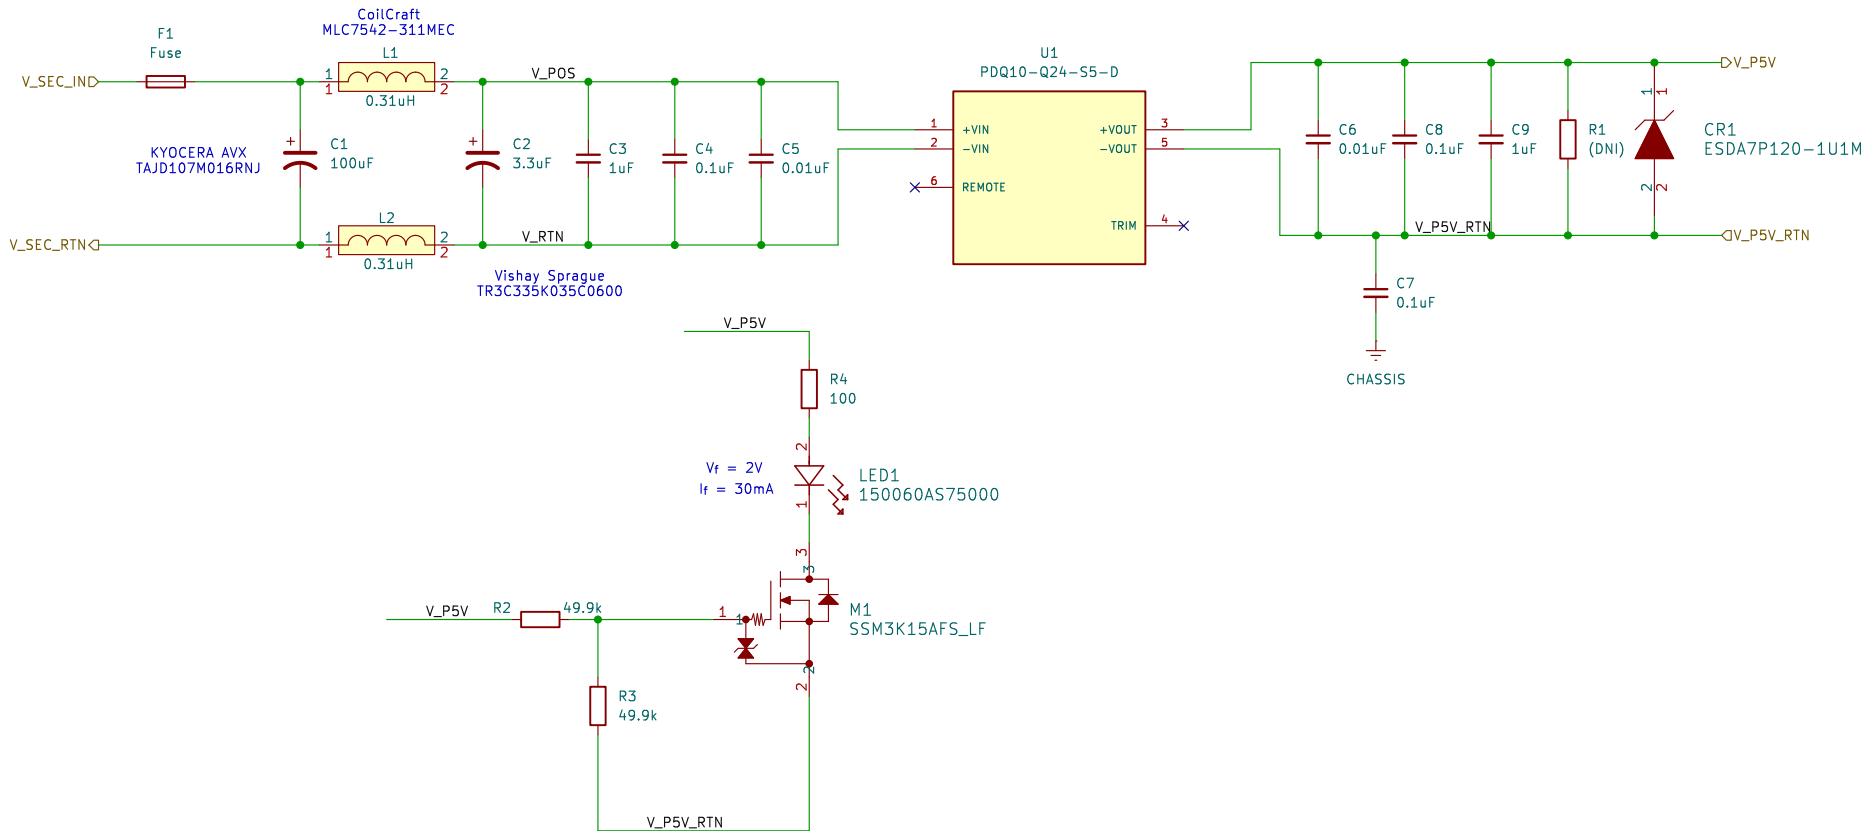 CoilCraft
MLC7542-311MEC
F1
Fuse
L1
U1
PDQ10-Q24-S5-D
V_SEC_IN
1
1
2
2
0.31uH
V_POS
V_P5V
1
1
+VIN
+VOUT
3
2
-VIN
-VOUT
5
6
REMOTE
TRIM
4
KYOCERA AVX
TAJD107M016RNJ
+
C1
100uF
+
C2
3.3uF
C3
1uF
C4
0.1uF
C5
0.01uF
C6
0.01uF
C8
0.1uF
C9
1uF
R1
(DNI)
CR1
ESDA7P120-1U1M
2
2
L2
V_SEC_RTN
1
1
2
2
0.31uH
V_RTN
V_P5V_RTN
V_P5V_RTN
Vishay Sprague
TR3C335K035C0600
C7
0.1uF
CHASSIS
V_P5V
R4
100
2
Vf = 2V
If = 30mA
LED1
150060AS75000
1
3
3
V_P5V
R2
49.9k
1
1
M1
SSM3K15AFS_LF
2
2
R3
49.9k
V_P5V_RTN